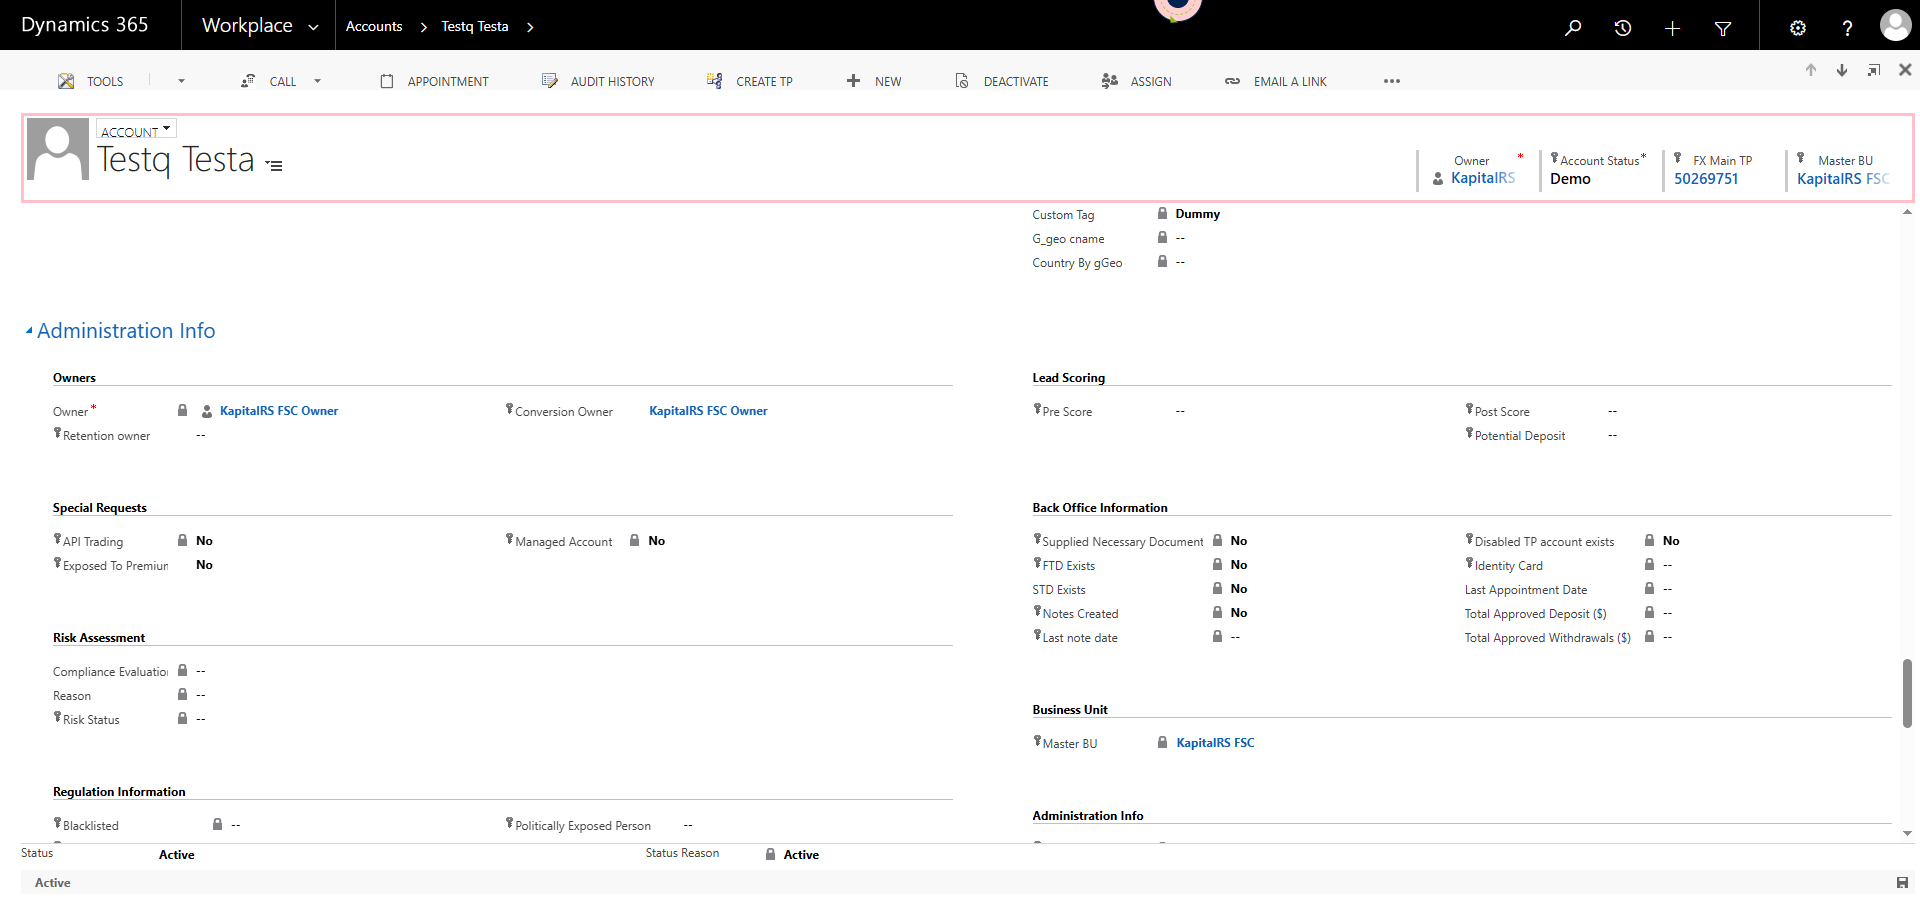 Dynamics 365 Workplace Accounts Testq Testa
TOOLS CALL APPOINTMENT AUDIT HISTORY CREATE TP NEW DEACTIVATE ASSIGN EMAIL A LINK
ACCOUNT
Testq Testa
Owner * Account Status * FX Main TP Master BU
KapitalRS Demo 50269751 KapitalRS FSC
Custom Tag Dummy
G_geo cname --
Country By gGeo --
Administration Info
Owners Lead Scoring
Owner * KapitalRS FSC Owner Conversion Owner KapitalRS FSC Owner Pre Score -- Post Score --
Retention owner -- Potential Deposit --
Special Requests Back Office Information
API Trading No Managed Account No Supplied Necessary Document No Disabled TP account exists No
Exposed To Premium No FTD Exists No Identity Card --
STD Exists No Last Appointment Date --
Notes Created No Total Approved Deposit ($) --
Risk Assessment Last note date -- Total Approved Withdrawals ($) --
Compliance Evaluation --
Reason --
Risk Status --
Business Unit
Master BU KapitalRS FSC
Regulation Information
Blacklisted -- Politically Exposed Person --
Administration Info
Status Active Status Reason Active
Active